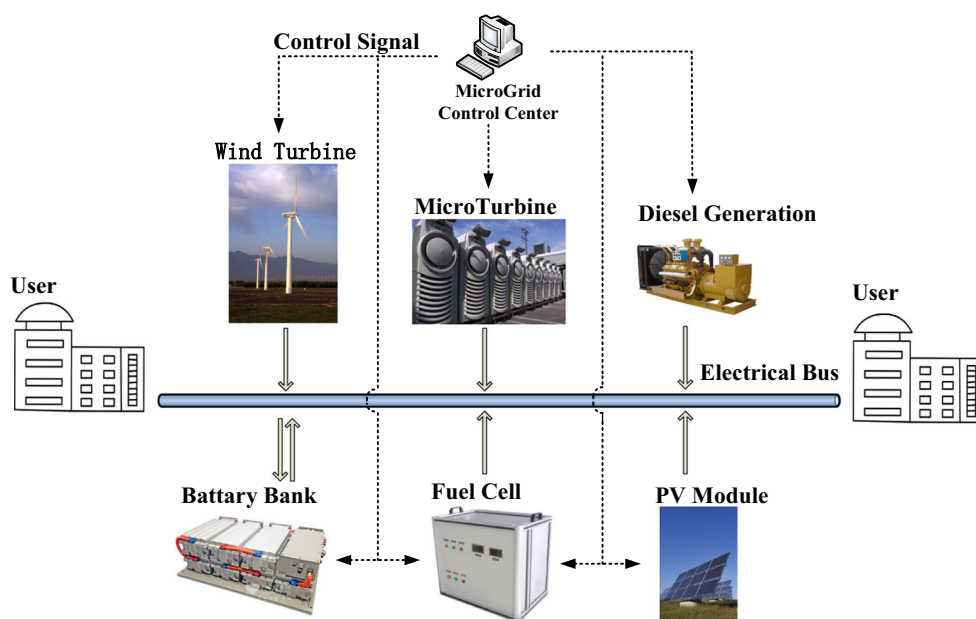 Control Signal
MicroGrid
Control Center
Wind Turbine
MicroTurbine
Diesel Generation
User
User
Electrical Bus
Battary Bank
Fuel Cell
PV Module